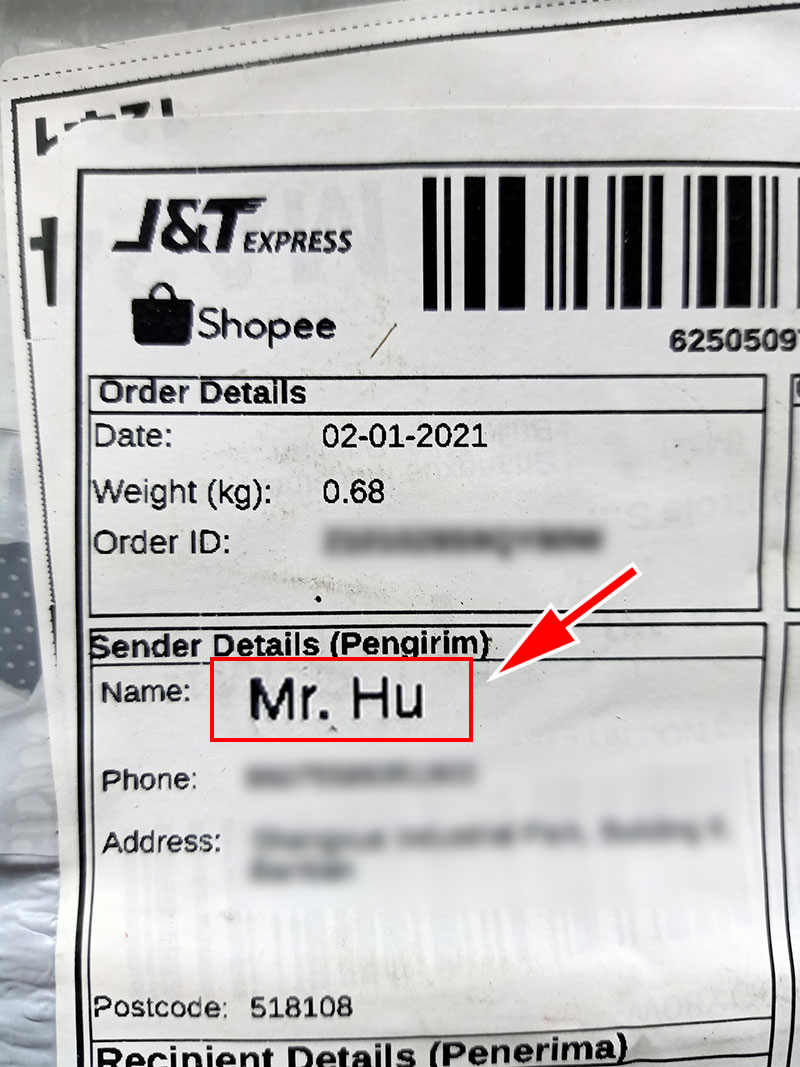 J&T EXPRESS
Shopee
6250509
Order Details
Date: 02-01-2021
Weight (kg): 0.68
Order ID:
Sender Details (Pengirim)
Name: Mr. Hu
Phone:
Address:
Postcode: 518108
Recipient Details (Penerima)